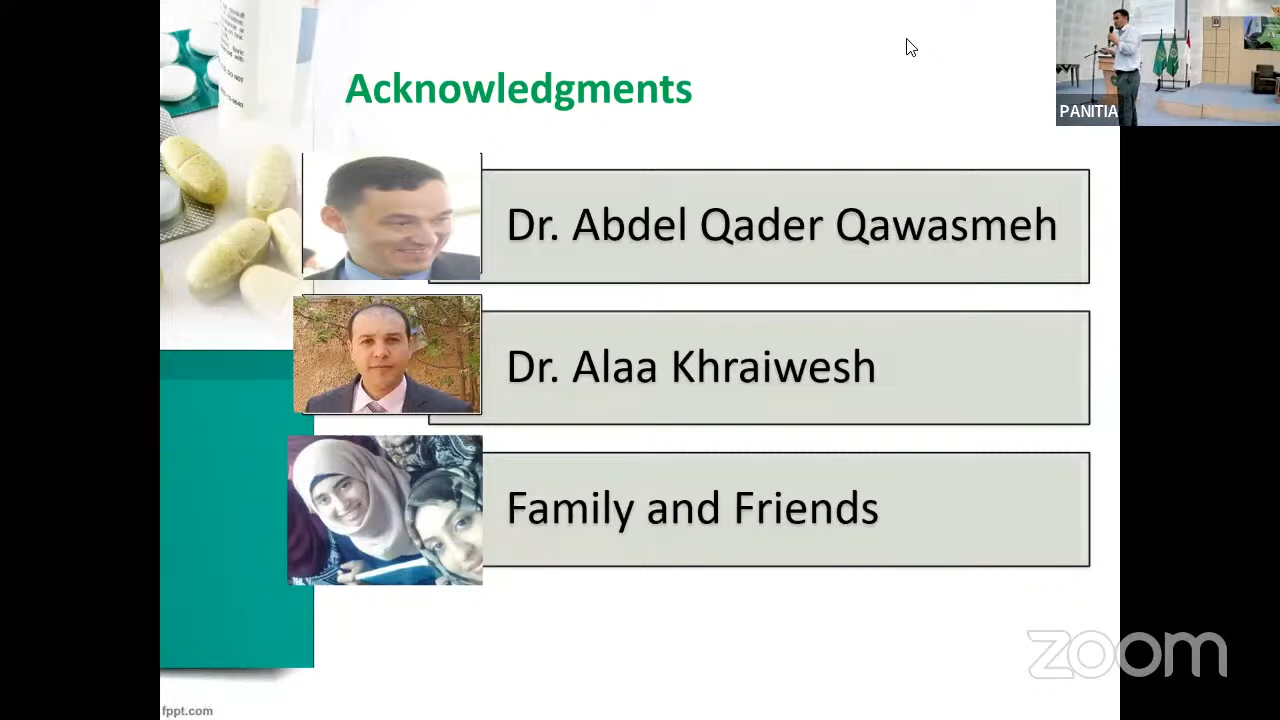 Acknowledgments
PANITIA
Dr. Abdel Qader Qawasmeh
Dr. Alaa Khraiwesh
Family and Friends
zoom
fppt.com